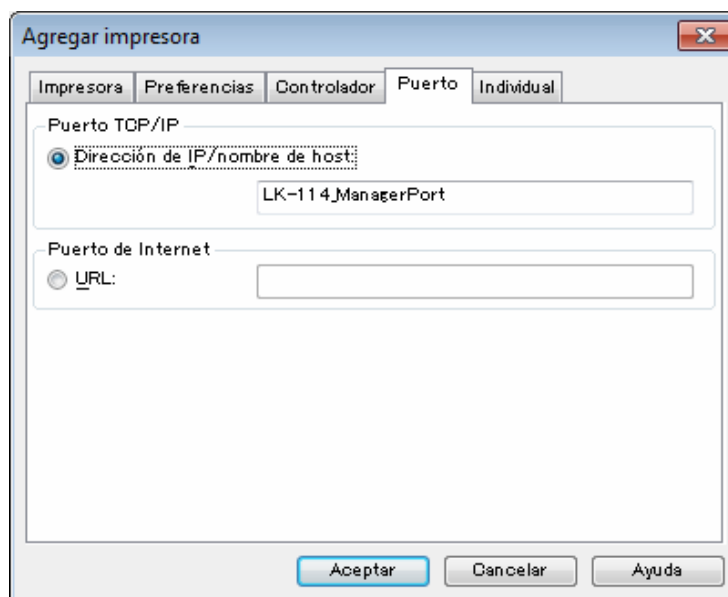 Agregar impresora
Impresora Preferencias Controlador Puerto Individual
Puerto TCP/IP
Dirección de IP/nombre de host:
LK-114_ManagerPort
Puerto de Internet
URL:
Aceptar Cancelar Ayuda